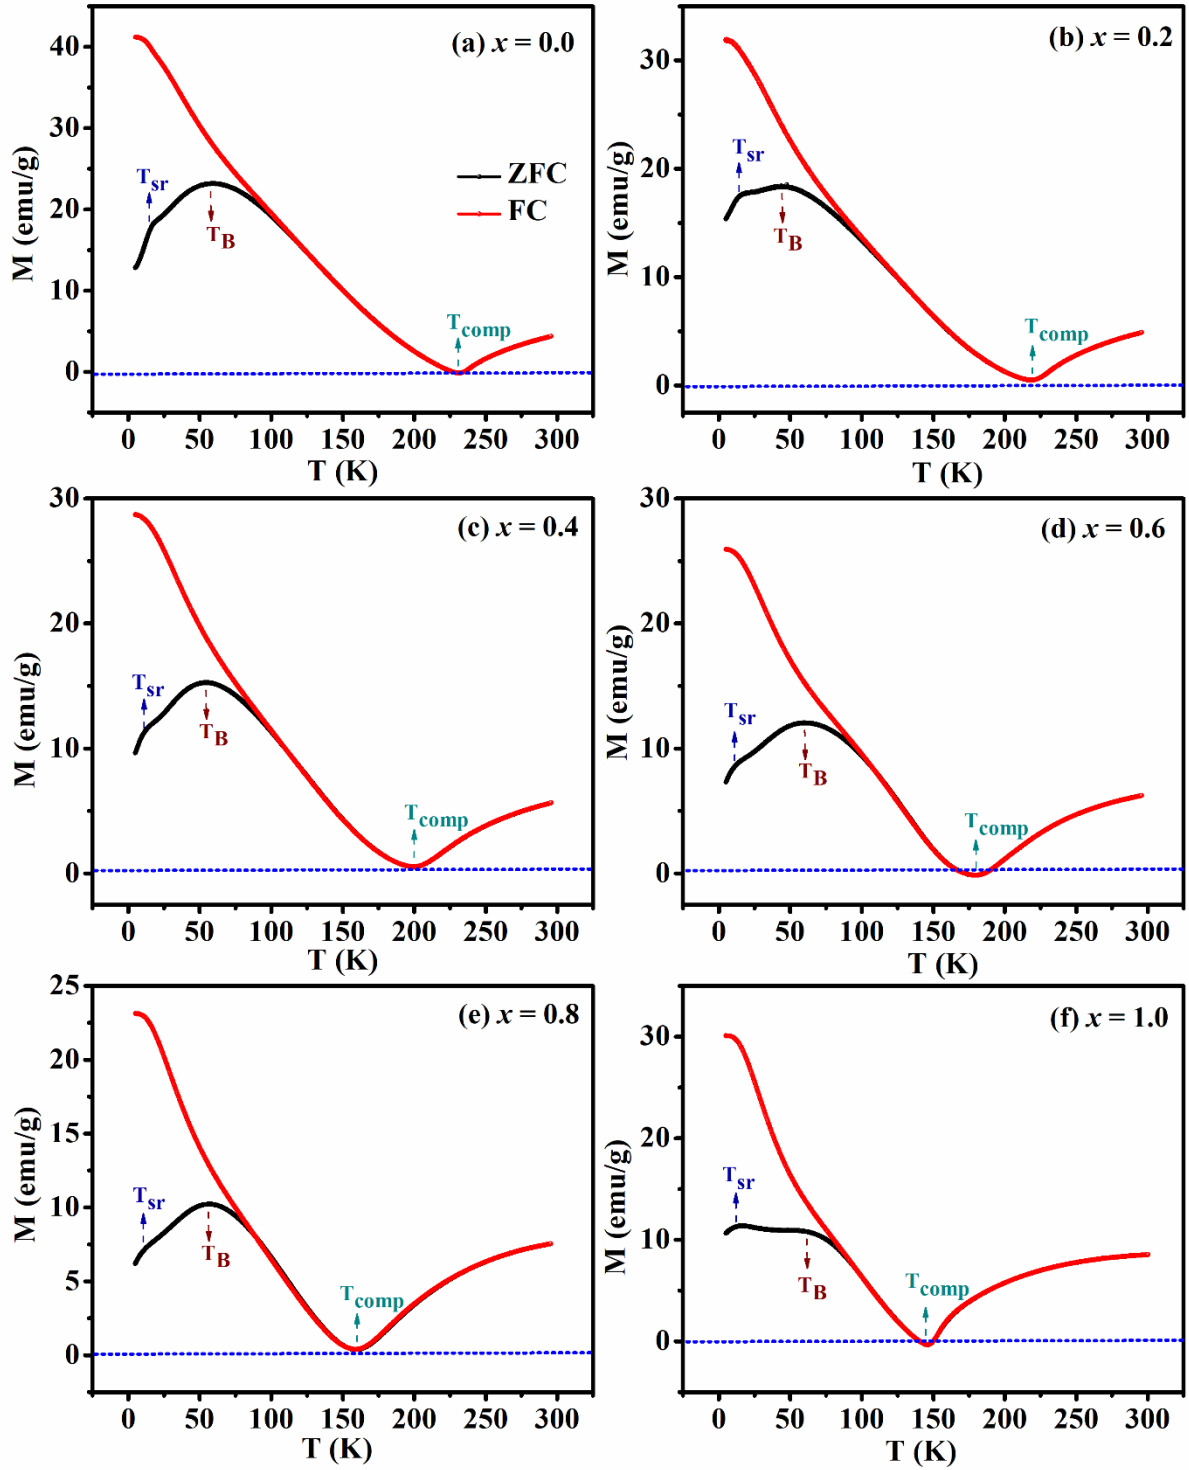 (a) x = 0.0
M (emu/g)
40
30
20
10
0
T_sr
T_B
ZFC
FC
T_comp
0 50 100 150 200 250 300
T (K)
(b) x = 0.2
M (emu/g)
30
20
10
0
T_sr
T_B
T_comp
0 50 100 150 200 250 300
T (K)
(c) x = 0.4
M (emu/g)
30
20
10
0
T_sr
T_B
T_comp
0 50 100 150 200 250 300
T (K)
(d) x = 0.6
M (emu/g)
30
20
10
0
T_sr
T_B
T_comp
0 50 100 150 200 250 300
T (K)
(e) x = 0.8
M (emu/g)
25
20
15
10
5
0
T_sr
T_B
T_comp
0 50 100 150 200 250 300
T (K)
(f) x = 1.0
M (emu/g)
30
20
10
0
T_sr
T_B
T_comp
0 50 100 150 200 250 300
T (K)